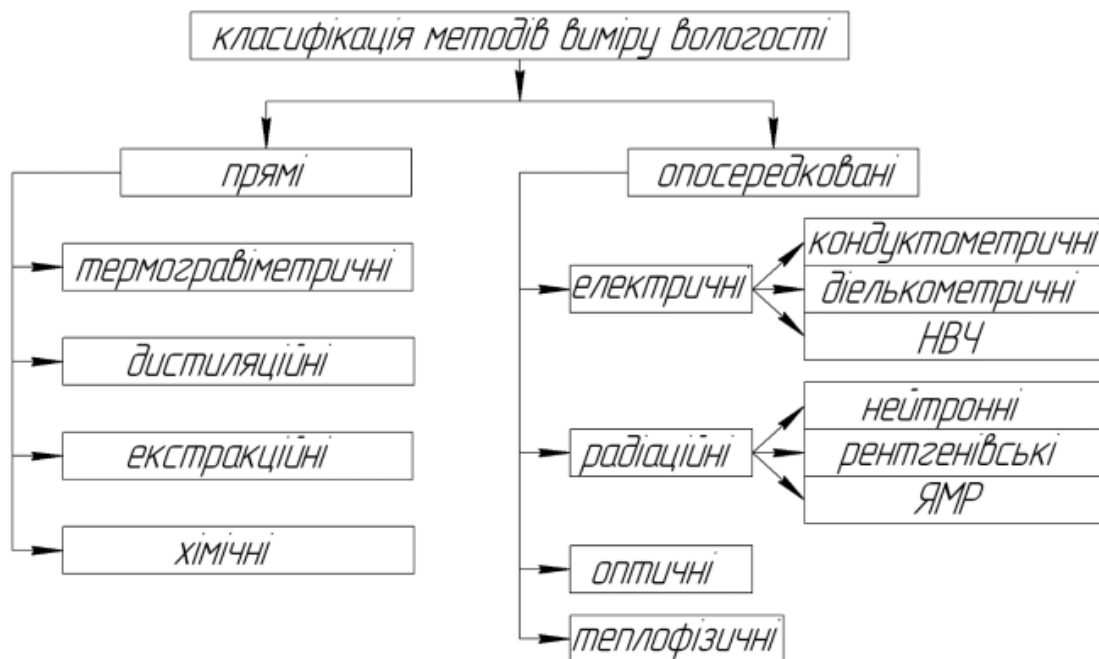 класифікація методів виміру вологості
прямі
термогравіметричні
дистиляційні
екстракційні
хімічні
опосередковані
електричні
кондуктометричні
діелькометричні
НВЧ
радіаційні
нейтронні
рентгенівські
ЯМР
оптичні
теплофізичні